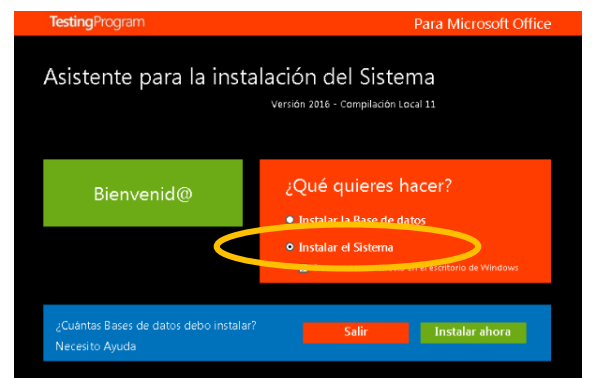 TestingProgram
Para Microsoft Office
Asistente para la instalación del Sistema
Versión 2016 - Compilación Local 11
Bienvenid@
¿Qué quieres hacer?
Instalar la Base de datos
Instalar el Sistema
en el escritorio de Windows
¿Cuántas Bases de datos debo instalar?
Necesito Ayuda
Salir
Instalar ahora